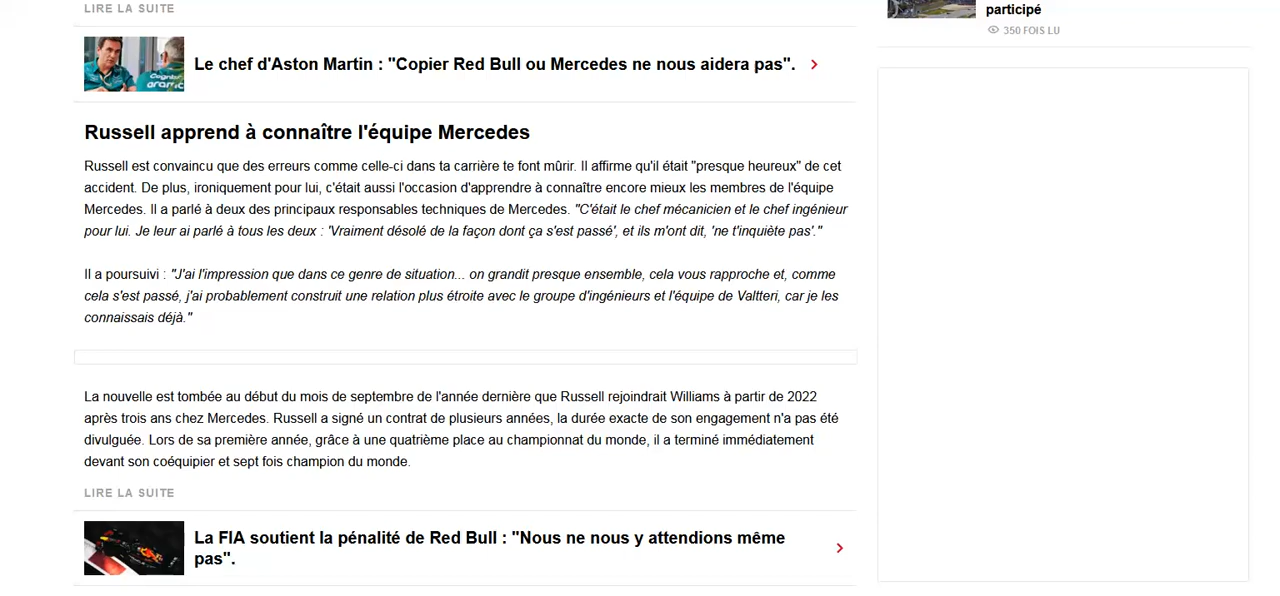 LIRE LA SUITE
participé
350 FOIS LU
Le chef d'Aston Martin : "Copier Red Bull ou Mercedes ne nous aidera pas".
Russell apprend à connaître l'équipe Mercedes
Russell est convaincu que des erreurs comme celle-ci dans ta carrière te font mûrir. Il affirme qu'il était "presque heureux" de cet
accident. De plus, ironiquement pour lui, c'était aussi l'occasion d'apprendre à connaître encore mieux les membres de l'équipe
Mercedes. Il a parlé à deux des principaux responsables techniques de Mercedes. "C'était le chef mécanicien et le chef ingénieur
pour lui. Je leur ai parlé à tous les deux : 'Vraiment désolé de la façon dont ça s'est passé', et ils m'ont dit, 'ne t'inquiète pas'."
Il a poursuivi : "J'ai l'impression que dans ce genre de situation... on grandit presque ensemble, cela vous rapproche et, comme
cela s'est passé, j'ai probablement construit une relation plus étroite avec le groupe d'ingénieurs et l'équipe de Valtteri, car je les
connaissais déjà."
La nouvelle est tombée au début du mois de septembre de l'année dernière que Russell rejoindrait Williams à partir de 2022
après trois ans chez Mercedes. Russell a signé un contrat de plusieurs années, la durée exacte de son engagement n'a pas été
divulguée. Lors de sa première année, grâce à une quatrième place au championnat du monde, il a terminé immédiatement
devant son coéquipier et sept fois champion du monde.
LIRE LA SUITE
La FIA soutient la pénalité de Red Bull : "Nous ne nous y attendions même
pas".